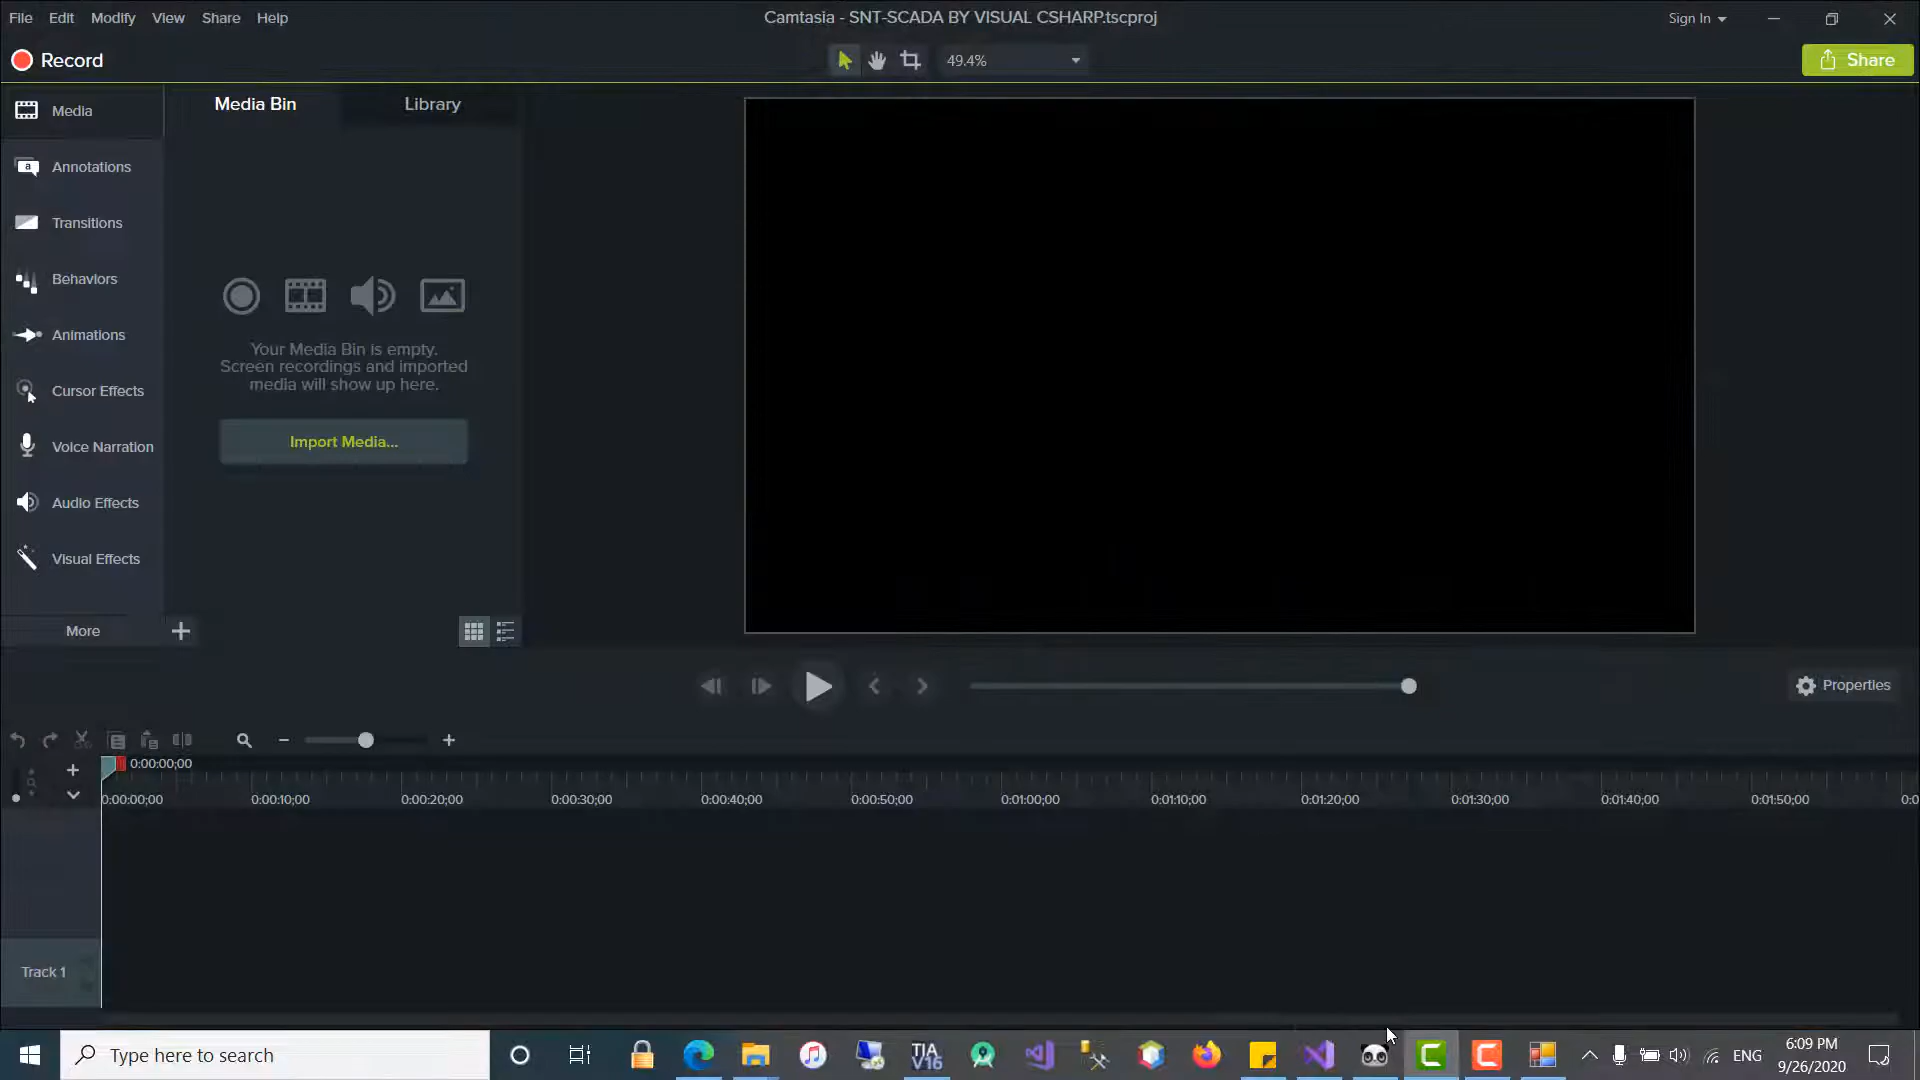 File Edit Modify View Share Help
Camtasia - SNT-SCADA BY VISUAL CSHARP.tscproj
Sign In
Record
49.4%
Share
Media
Media Bin
Library
Annotations
Transitions
Behaviors
Animations
Your Media Bin is empty.
Screen recordings and imported
media will show up here.
Cursor Effects
Import Media...
Voice Narration
Audio Effects
Visual Effects
More
Properties
0:00:00;00
0:00:00;00 0:00:10;00 0:00:20;00 0:00:30;00 0:00:40;00 0:00:50;00 0:01:00;00 0:01:10;00 0:01:20;00 0:01:30;00 0:01:40;00 0:01:50;00 0:0
Track 1
Type here to search
TIA
V16
ENG
6:09 PM
9/26/2020